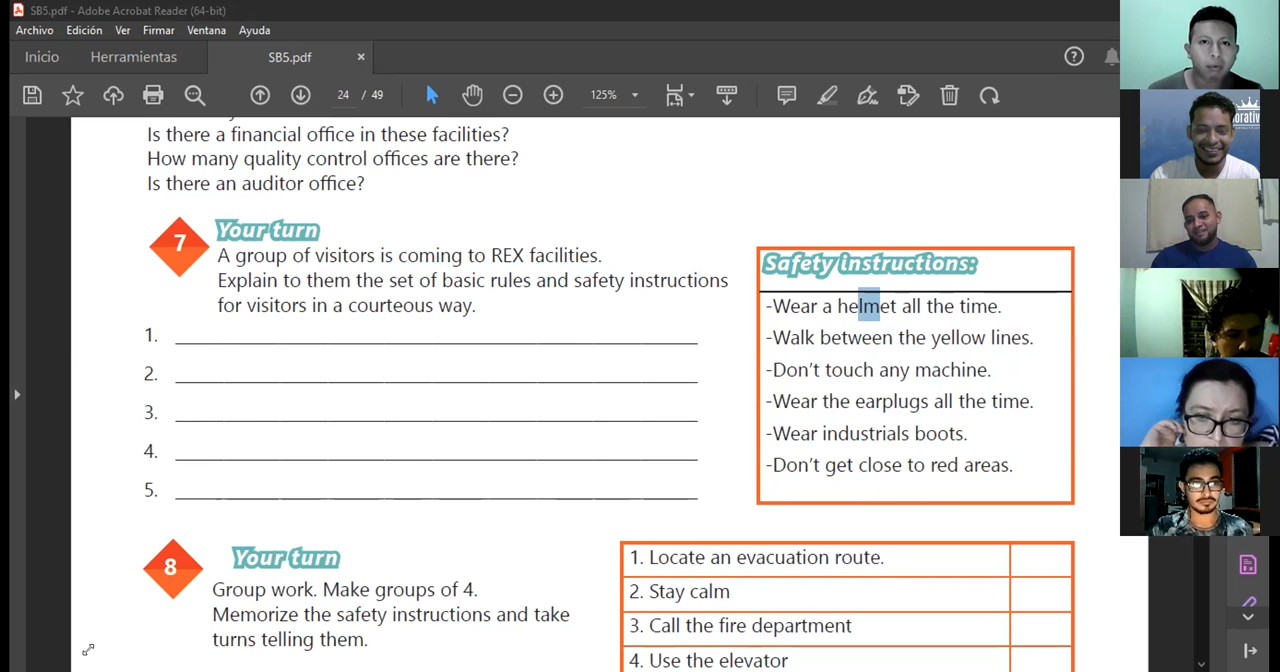 SB5.pdf - Adobe Acrobat Reader (64-bit)
Archivo Edición Ver Firmar Ventana Ayuda
Inicio Herramientas SB5.pdf ×
24 / 49 125%
Is there a financial office in these facilities?
How many quality control offices are there?
Is there an auditor office?
7 Your turn
A group of visitors is coming to REX facilities.
Explain to them the set of basic rules and safety instructions
for visitors in a courteous way.
1.
2.
3.
4.
5.
Safety instructions:
-Wear a helmet all the time.
-Walk between the yellow lines.
-Don't touch any machine.
-Wear the earplugs all the time.
-Wear industrials boots.
-Don't get close to red areas.
8 Your turn
Group work. Make groups of 4.
Memorize the safety instructions and take
turns telling them.
1. Locate an evacuation route.
2. Stay calm
3. Call the fire department
4. Use the elevator